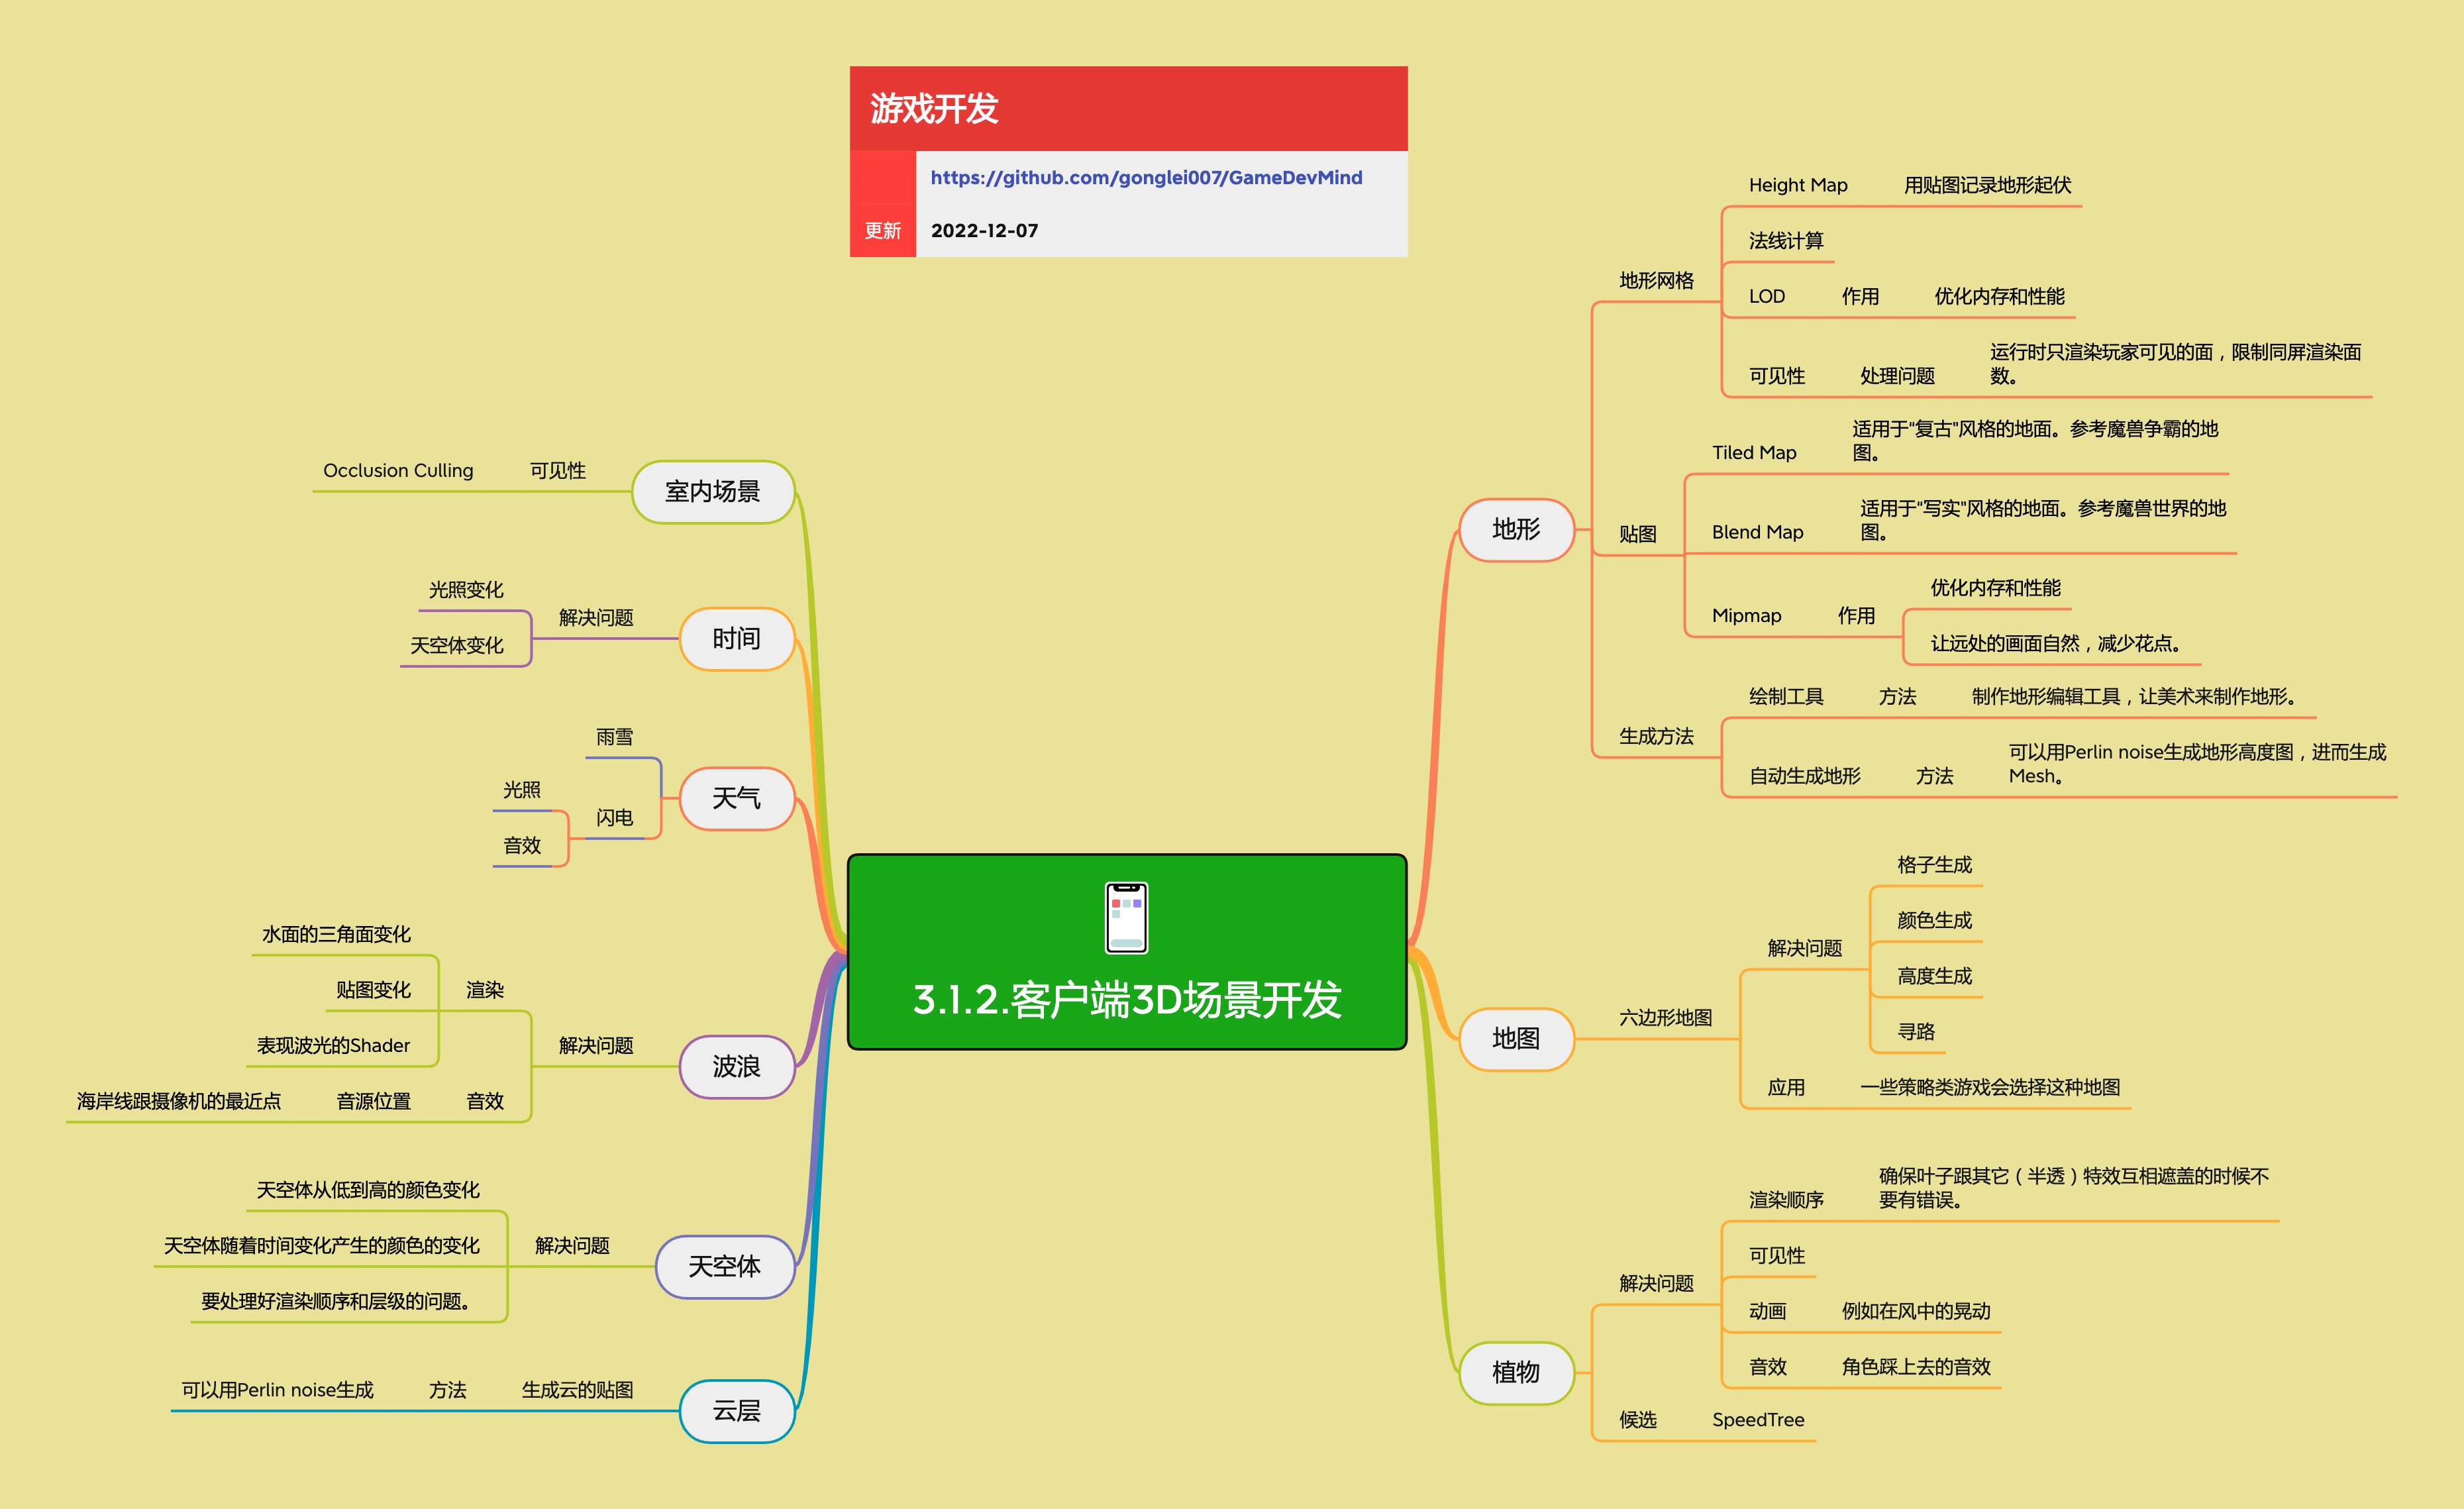 游戏开发
https://github.com/gonglei007/GameDevMind
更新
2022-12-07
3.1.2.客户端3D场景开发
地形
地形网格
Height Map
用贴图记录地形起伏
法线计算
LOD
作用
优化内存和性能
可见性
处理问题
运行时只渲染玩家可见的面，限制同屏渲染面
数。
贴图
Tiled Map
适用于“复古”风格的地面。参考魔兽争霸的地
图。
Blend Map
适用于“写实”风格的地面。参考魔兽世界的地
图。
Mipmap
作用
优化内存和性能
让远处的画面自然，减少花点。
生成方法
绘制工具
方法
制作地形编辑工具，让美术来制作地形。
自动生成地形
方法
可以用Perlin noise生成地形高度图，进而生成
Mesh。
地图
六边形地图
解决问题
格子生成
颜色生成
高度生成
寻路
应用
一些策略类游戏会选择这种地图
植物
解决问题
渲染顺序
确保叶子跟其它（半透）特效互相遮盖的时候不
要有错误。
可见性
动画
例如在风中的晃动
音效
角色踩上去的音效
候选
SpeedTree
室内场景
可见性
Occlusion Culling
时间
解决问题
光照变化
天空体变化
天气
雨雪
闪电
光照
音效
波浪
解决问题
渲染
水面的三角面变化
贴图变化
表现波光的Shader
音效
音源位置
海岸线跟摄像机的最近点
天空体
解决问题
天空体从低到高的颜色变化
天空体随着时间变化产生的颜色的变化
要处理好渲染顺序和层级的问题。
云层
生成云的贴图
方法
可以用Perlin noise生成